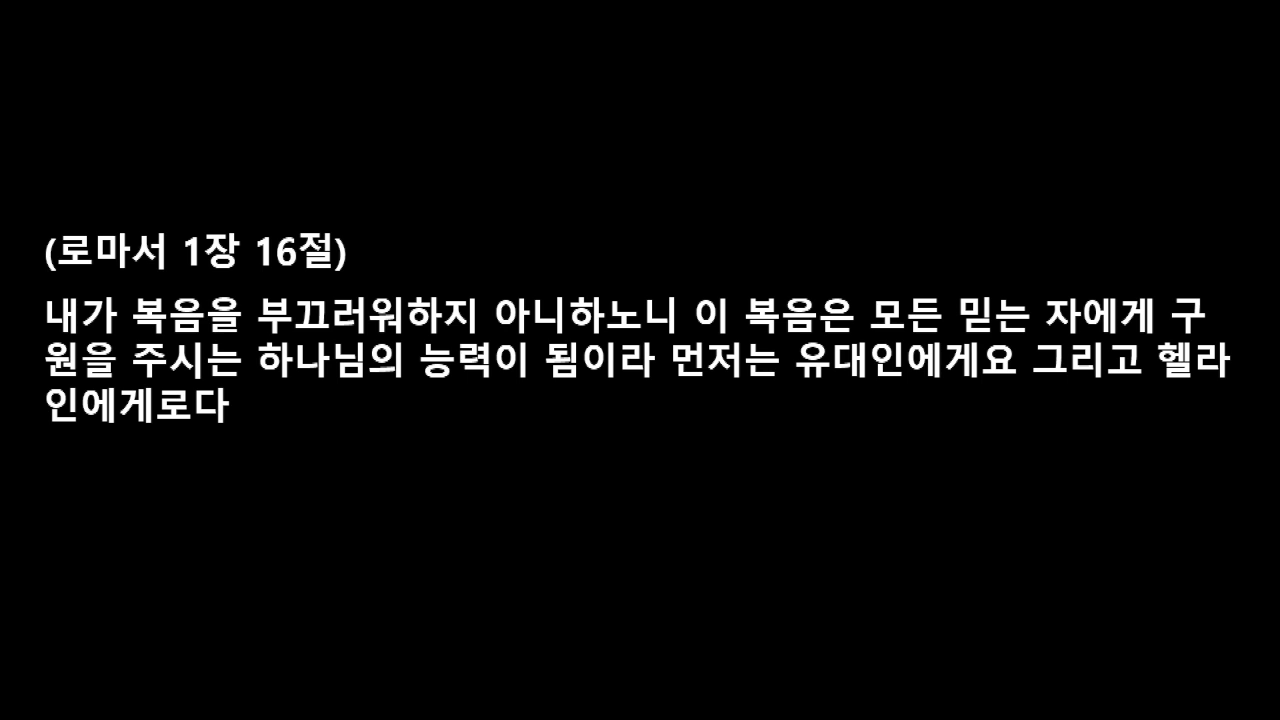 (로마서 1장 16절)
내가 복음을 부끄러워하지 아니하노니 이 복음은 모든 믿는 자에게 구
원을 주시는 하나님의 능력이 됨이라 먼저는 유대인에게요 그리고 헬라
인에게로다